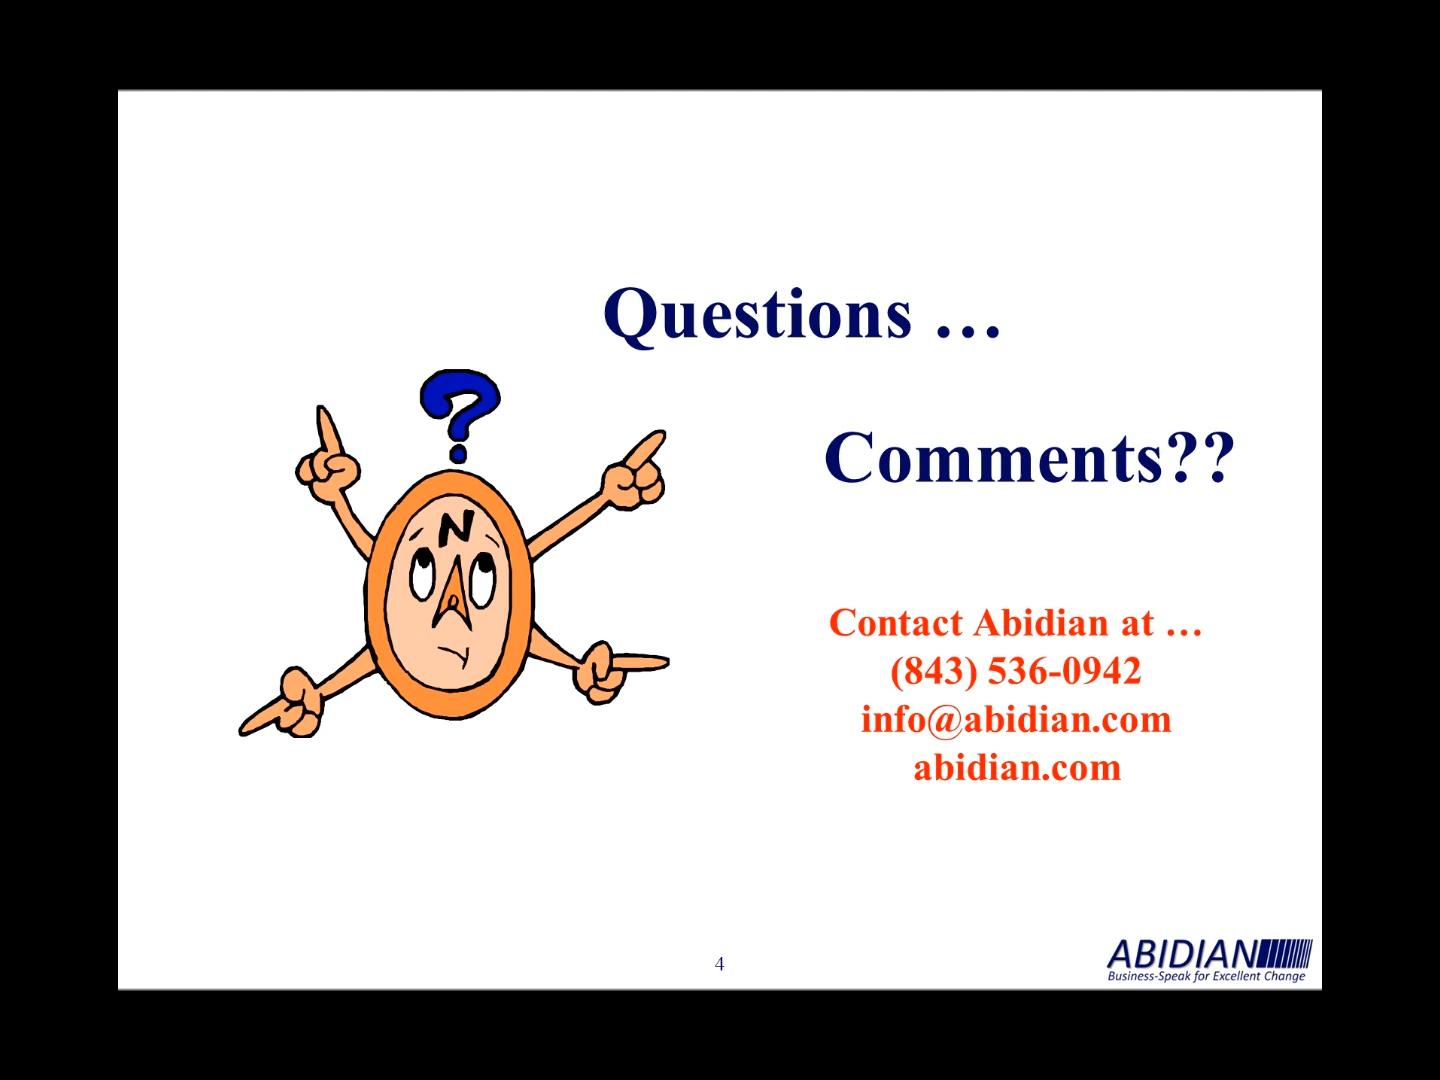 Questions …
?
Comments??
N
Contact Abidian at …
(843) 536-0942
info@abidian.com
abidian.com
4
ABIDIAN
Business-Speak for Excellent Change